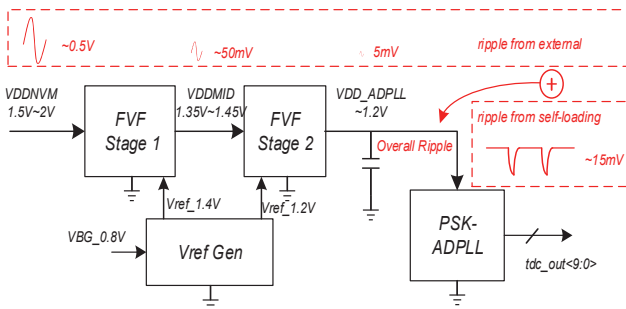 ~0.5V
~50mV
5mV
ripple from external
VDDNVM
1.5V~2V
FVF
Stage 1
VDDMID
1.35V~1.45V
FVF
Stage 2
VDD_ADPLL
~1.2V
Overall Ripple
ripple from self-loading
~15mV
Vref_1.4V
Vref_1.2V
VBG_0.8V
Vref Gen
PSK-
ADPLL
tdc_out<9:0>